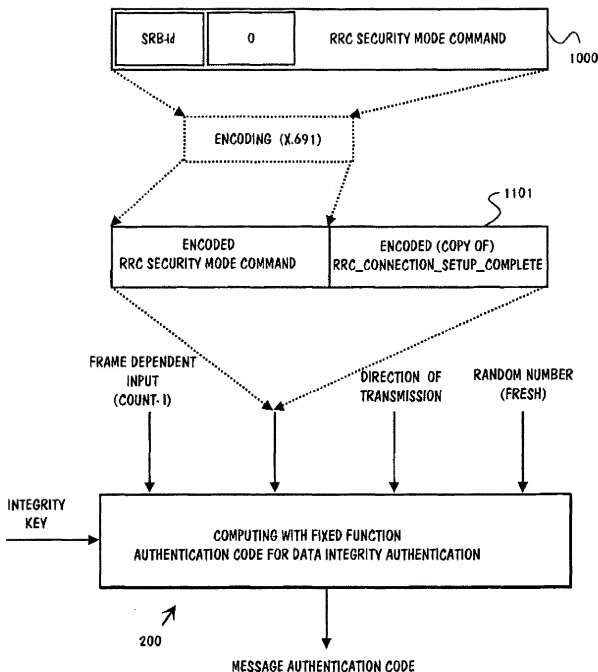 SRB-id
0
RRC SECURITY MODE COMMAND
1000
ENCODING (X.691)
1101
ENCODED
RRC SECURITY MODE COMMAND
ENCODED (COPY OF)
RRC_CONNECTION_SETUP_COMPLETE
FRAME DEPENDENT
INPUT
(COUNT-I)
DIRECTION OF
TRANSMISSION
RANDOM NUMBER
(FRESH)
INTEGRITY
KEY
COMPUTING WITH FIXED FUNCTION
AUTHENTICATION CODE FOR DATA INTEGRITY AUTHENTICATION
200
MESSAGE AUTHENTICATION CODE